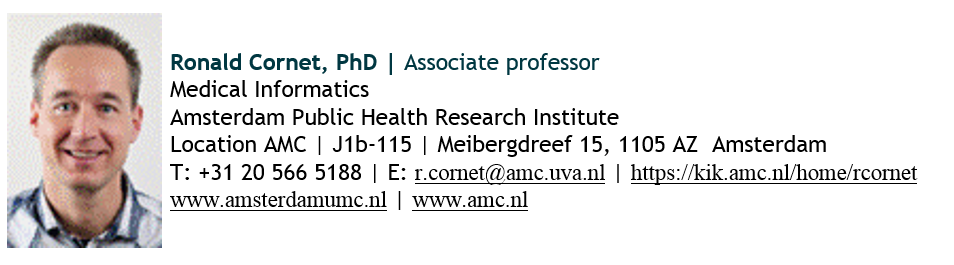 Ronald Cornet, PhD | Associate professor
Medical Informatics
Amsterdam Public Health Research Institute
Location AMC | J1b-115 | Meibergdreef 15, 1105 AZ  Amsterdam
T: +31 20 566 5188 | E: r.cornet@amc.uva.nl | https://kik.amc.nl/home/rcornet
www.amsterdamumc.nl | www.amc.nl